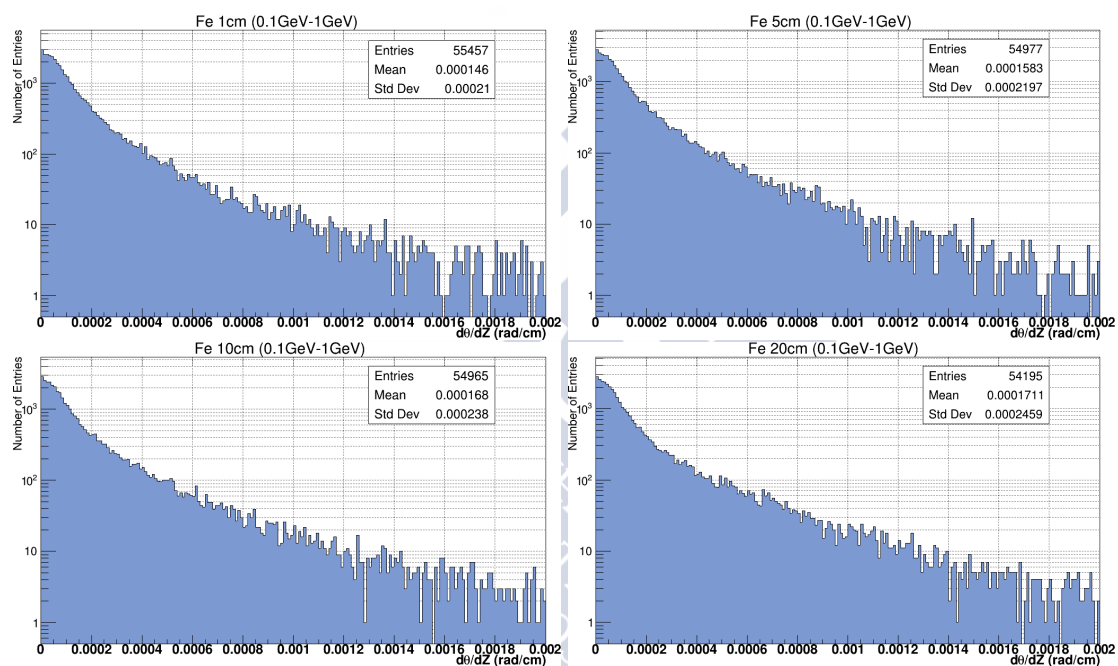 Fe 1cm (0.1GeV-1GeV)
Number of Entries
Entries 55457
Mean 0.000146
Std Dev 0.00021
10³
10²
10
1
0 0.0002 0.0004 0.0006 0.0008 0.001 0.0012 0.0014 0.0016 0.0018 0.002
dθ/dZ (rad/cm)
Fe 5cm (0.1GeV-1GeV)
Number of Entries
Entries 54977
Mean 0.0001583
Std Dev 0.0002197
10³
10²
10
1
0 0.0002 0.0004 0.0006 0.0008 0.001 0.0012 0.0014 0.0016 0.0018 0.002
dθ/dZ (rad/cm)
Fe 10cm (0.1GeV-1GeV)
Number of Entries
Entries 54965
Mean 0.000168
Std Dev 0.000238
10³
10²
10
1
0 0.0002 0.0004 0.0006 0.0008 0.001 0.0012 0.0014 0.0016 0.0018 0.002
dθ/dZ (rad/cm)
Fe 20cm (0.1GeV-1GeV)
Number of Entries
Entries 54195
Mean 0.0001711
Std Dev 0.0002459
10³
10²
10
1
0 0.0002 0.0004 0.0006 0.0008 0.001 0.0012 0.0014 0.0016 0.0018 0.002
dθ/dZ (rad/cm)